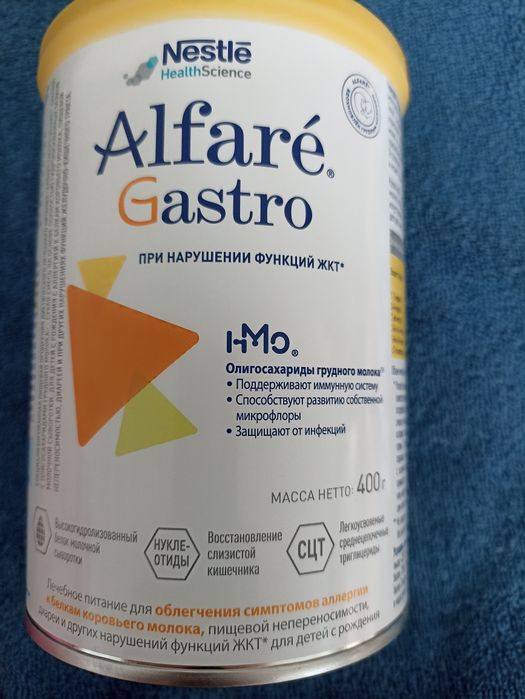 Nestlē
HealthScience
Alfaré®
Gastro
ПРИ НАРУШЕНИИ ФУНКЦИЙ ЖКТ*
HMO®
Олигосахариды грудного молока
• Поддерживают иммунную систему
• Способствуют развитию собственной
микрофлоры
• Защищают от инфекций
МАССА НЕТТО: 400 г
Высокогидролизованный
белок молочной
сыворотки
НУКЛЕ-
ОТИДЫ
Восстановление
слизистой
кишечника
СЦТ
Легкоусвояемые
среднецепочечные
триглицериды
Лечебное питание для облегчения симптомов аллергии
к белкам коровьего молока, пищевой непереносимости,
диареи и других нарушений функций ЖКТ* для детей с рождения